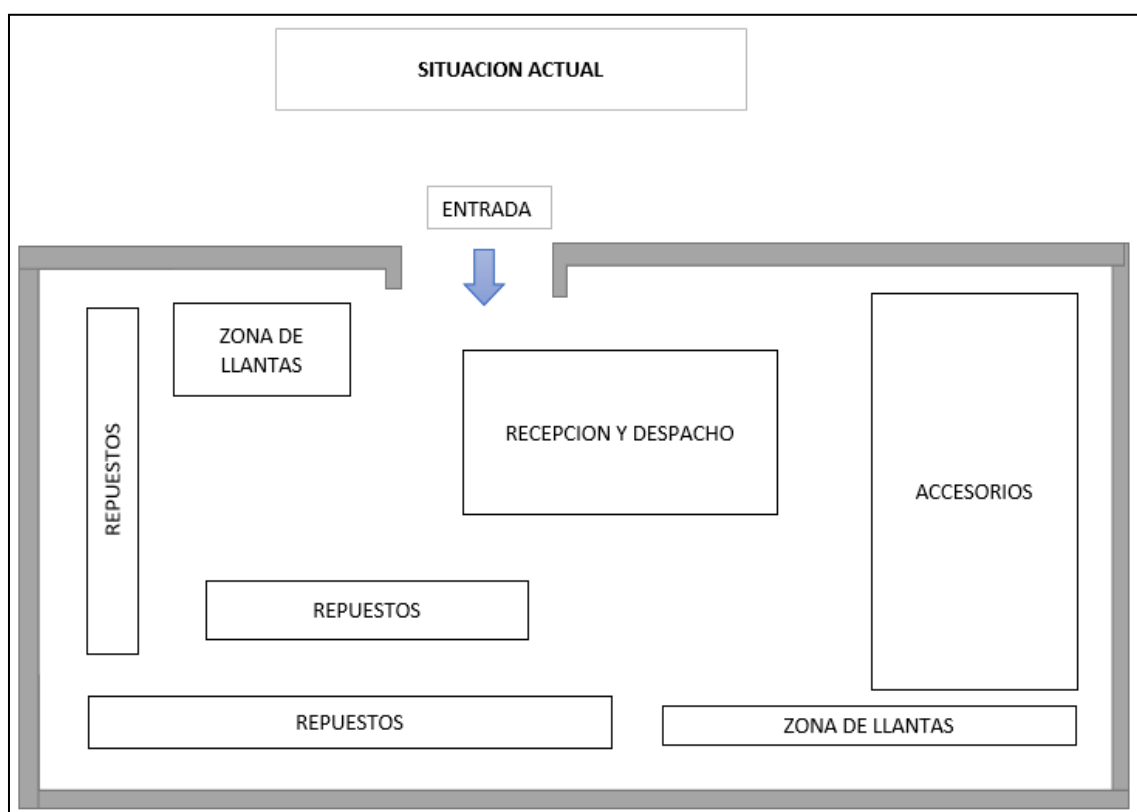 SITUACION ACTUAL
ENTRADA
ZONA DE
LLANTAS
REPUESTOS
RECEPCION Y DESPACHO
ACCESORIOS
REPUESTOS
REPUESTOS
ZONA DE LLANTAS